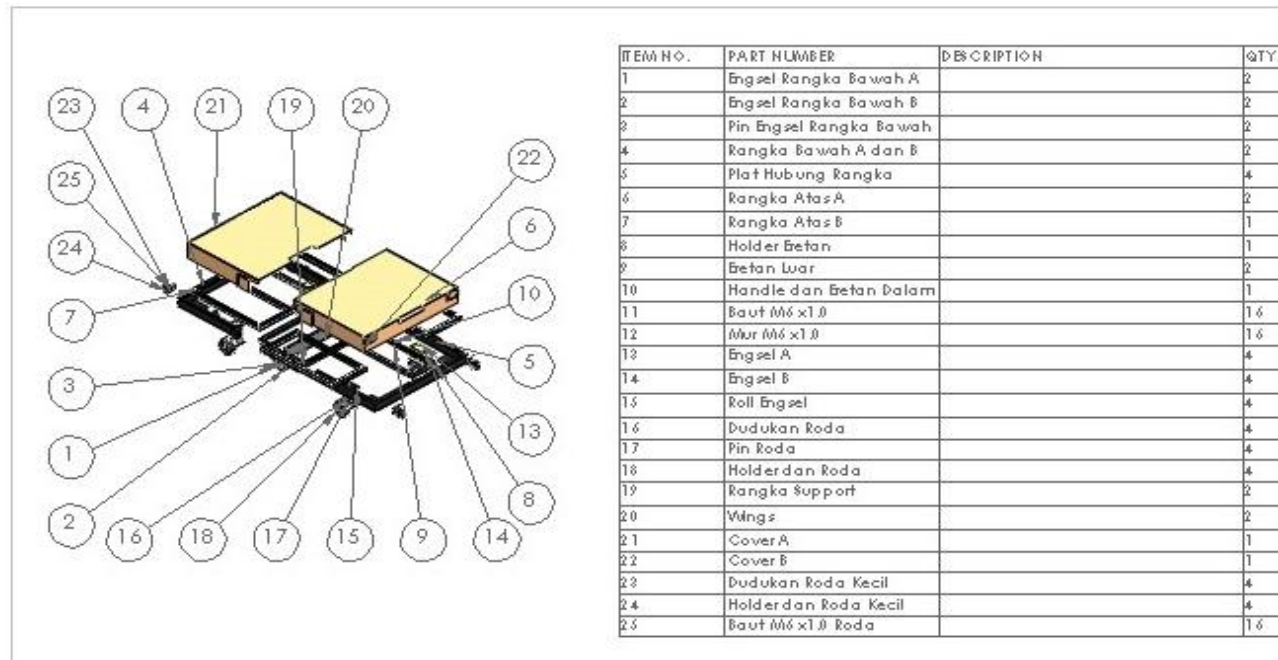 23 4 21 19 20
22
25
6
24
10
7
5
3
13
1
8
2 16 18 17 15 9 14
ITEM NO. PART NUMBER DESCRIPTION QTY
1 Engsel Rangka Bawah A 2
2 Engsel Rangka Bawah B 2
3 Pin Engsel Rangka Bawah 2
4 Rangka Bawah A dan B 2
5 Plat Hubung Rangka 4
6 Rangka Atas A 2
7 Rangka Atas B 1
8 Holder Eretan 1
9 Eretan Luar 2
10 Handle dan Eretan Dalam 1
11 Baut M6 x1.0 16
12 Mur M6 x1.0 16
13 Engsel A 4
14 Engsel B 4
15 Roll Engsel 4
16 Dudukan Roda 4
17 Pin Roda 4
18 Holder dan Roda 4
19 Rangka Support 2
20 Wings 2
21 Cover A 1
22 Cover B 1
23 Dudukan Roda Kecil 4
24 Holder dan Roda Kecil 4
25 Baut M6 x1.0 Roda 16